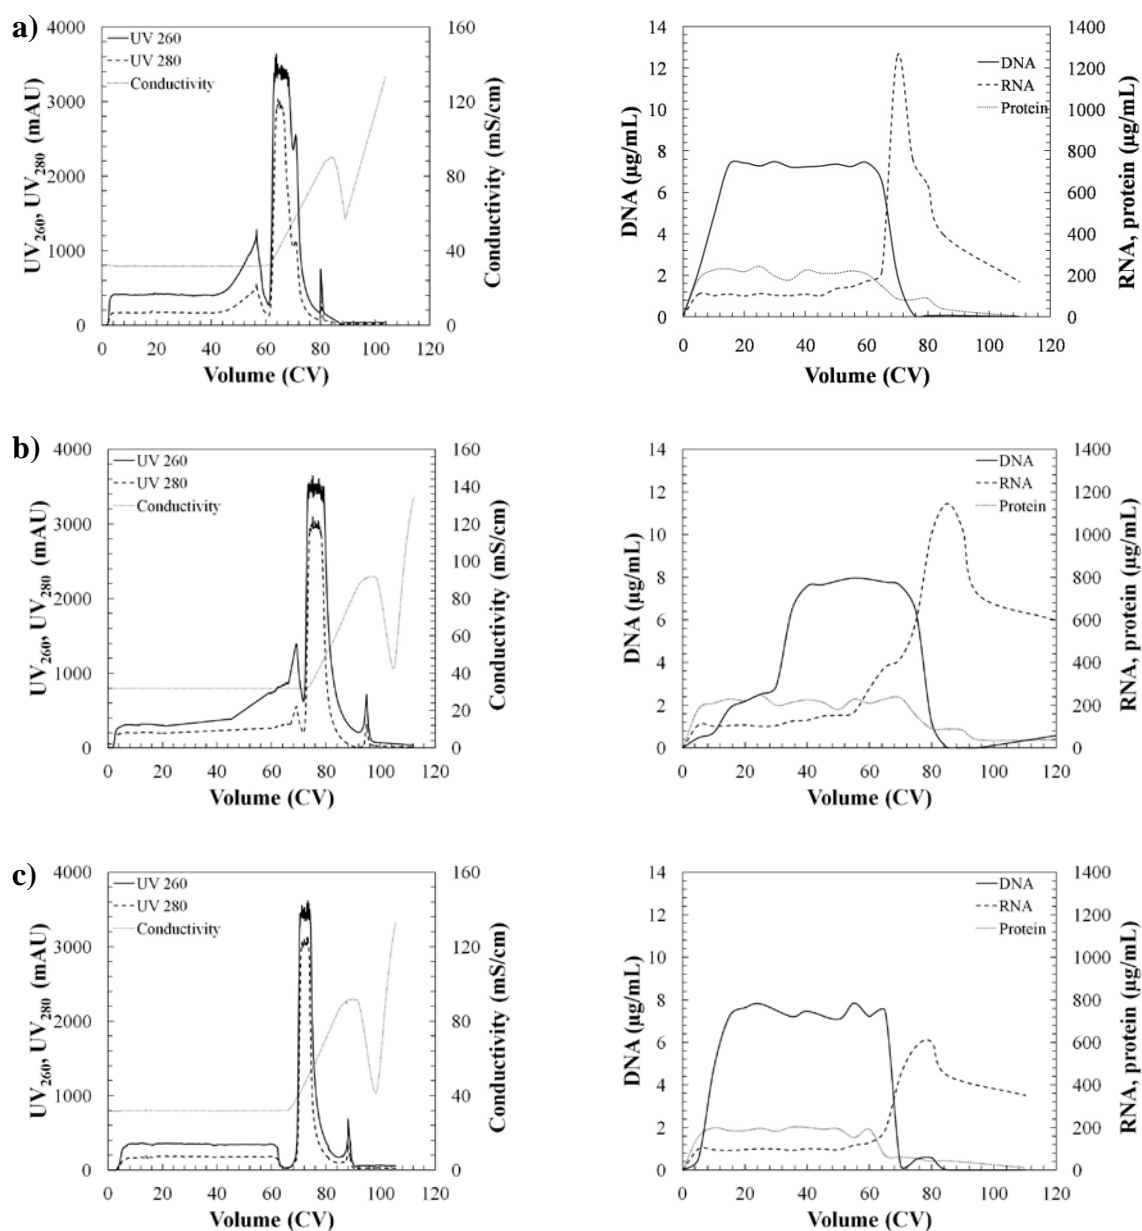 a)
4000
3000
2000
1000
0
UV260, UV280 (mAU)
UV 260
UV 280
Conductivity
160
120
80
40
0
Conductivity (mS/cm)
0 20 40 60 80 100 120
Volume (CV)
14
12
10
8
6
4
2
0
DNA (µg/mL)
DNA
RNA
Protein
1400
1200
1000
800
600
400
200
0
RNA, protein (µg/mL)
0 20 40 60 80 100 120
Volume (CV)
b)
4000
3000
2000
1000
0
UV260, UV280 (mAU)
UV 260
UV 280
Conductivity
160
140
120
100
80
60
40
20
0
Conductivity (mS/cm)
0 20 40 60 80 100 120
Volume (CV)
14
12
10
8
6
4
2
0
DNA (µg/mL)
DNA
RNA
Protein
1400
1200
1000
800
600
400
200
0
RNA, protein (µg/mL)
0 20 40 60 80 100 120
Volume (CV)
c)
4000
3000
2000
1000
0
UV260, UV280 (mAU)
UV 260
UV 280
Conductivity
160
120
80
40
0
Conductivity (mS/cm)
0 20 40 60 80 100 120
Volume (CV)
14
12
10
8
6
4
2
0
DNA (µg/mL)
DNA
RNA
Protein
1400
1200
1000
800
600
400
200
0
RNA, protein (µg/mL)
0 20 40 60 80 100 120
Volume (CV)